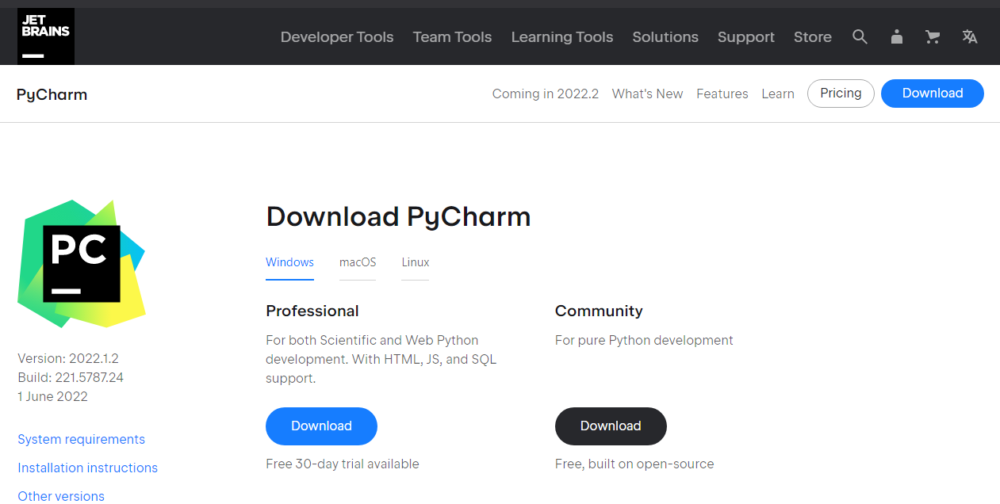 JET
BRAINS
Developer Tools Team Tools Learning Tools Solutions Support Store
PyCharm
Coming in 2022.2 What's New Features Learn Pricing Download
PC
Download PyCharm
Windows macOS Linux
Professional
For both Scientific and Web Python
development. With HTML, JS, and SQL
support.
Download
Free 30-day trial available
Community
For pure Python development
Download
Free, built on open-source
Version: 2022.1.2
Build: 221.5787.24
1 June 2022
System requirements
Installation instructions
Other versions